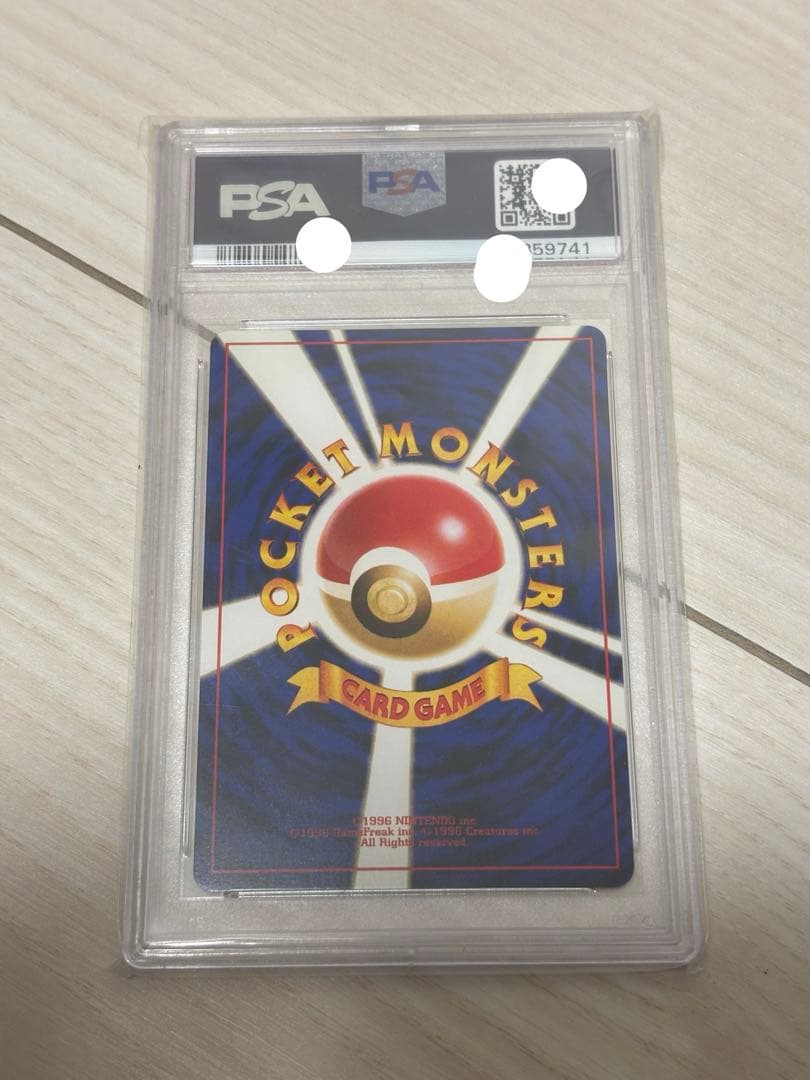 PSA
PSA
59741
POCKET MONSTERS
CARD GAME
©1996 NINTENDO inc.
©1996 GameFreak inc. ©1996 Creatures inc.
All Rights reserved.